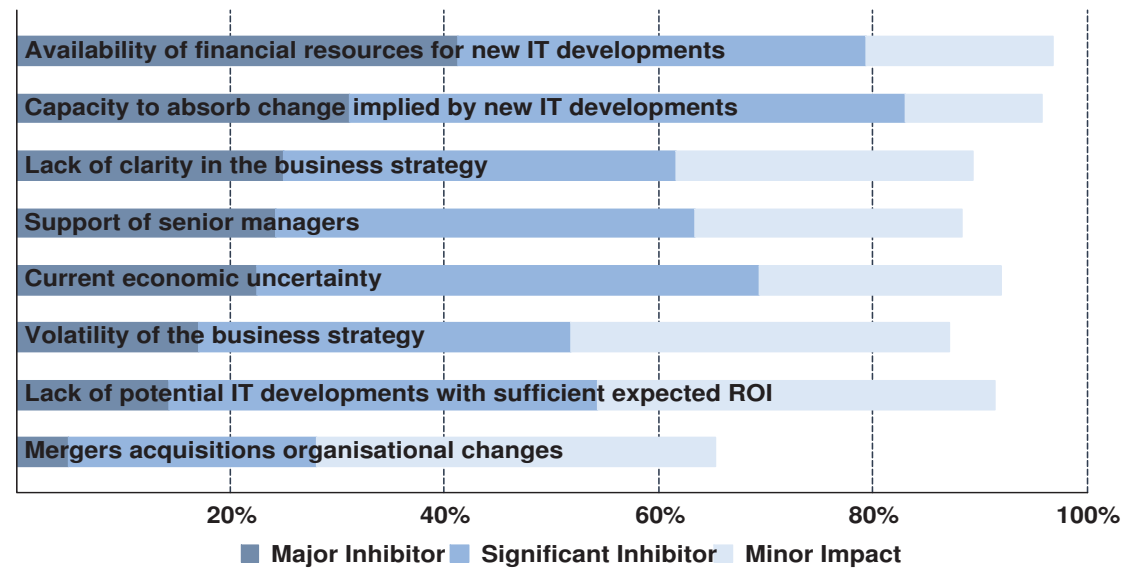 Availability of financial resources for new IT developments
Capacity to absorb change implied by new IT developments
Lack of clarity in the business strategy
Support of senior managers
Current economic uncertainty
Volatility of the business strategy
Lack of potential IT developments with sufficient expected ROI
Mergers acquisitions organisational changes
20% 40% 60% 80% 100%
Major Inhibitor Significant Inhibitor Minor Impact